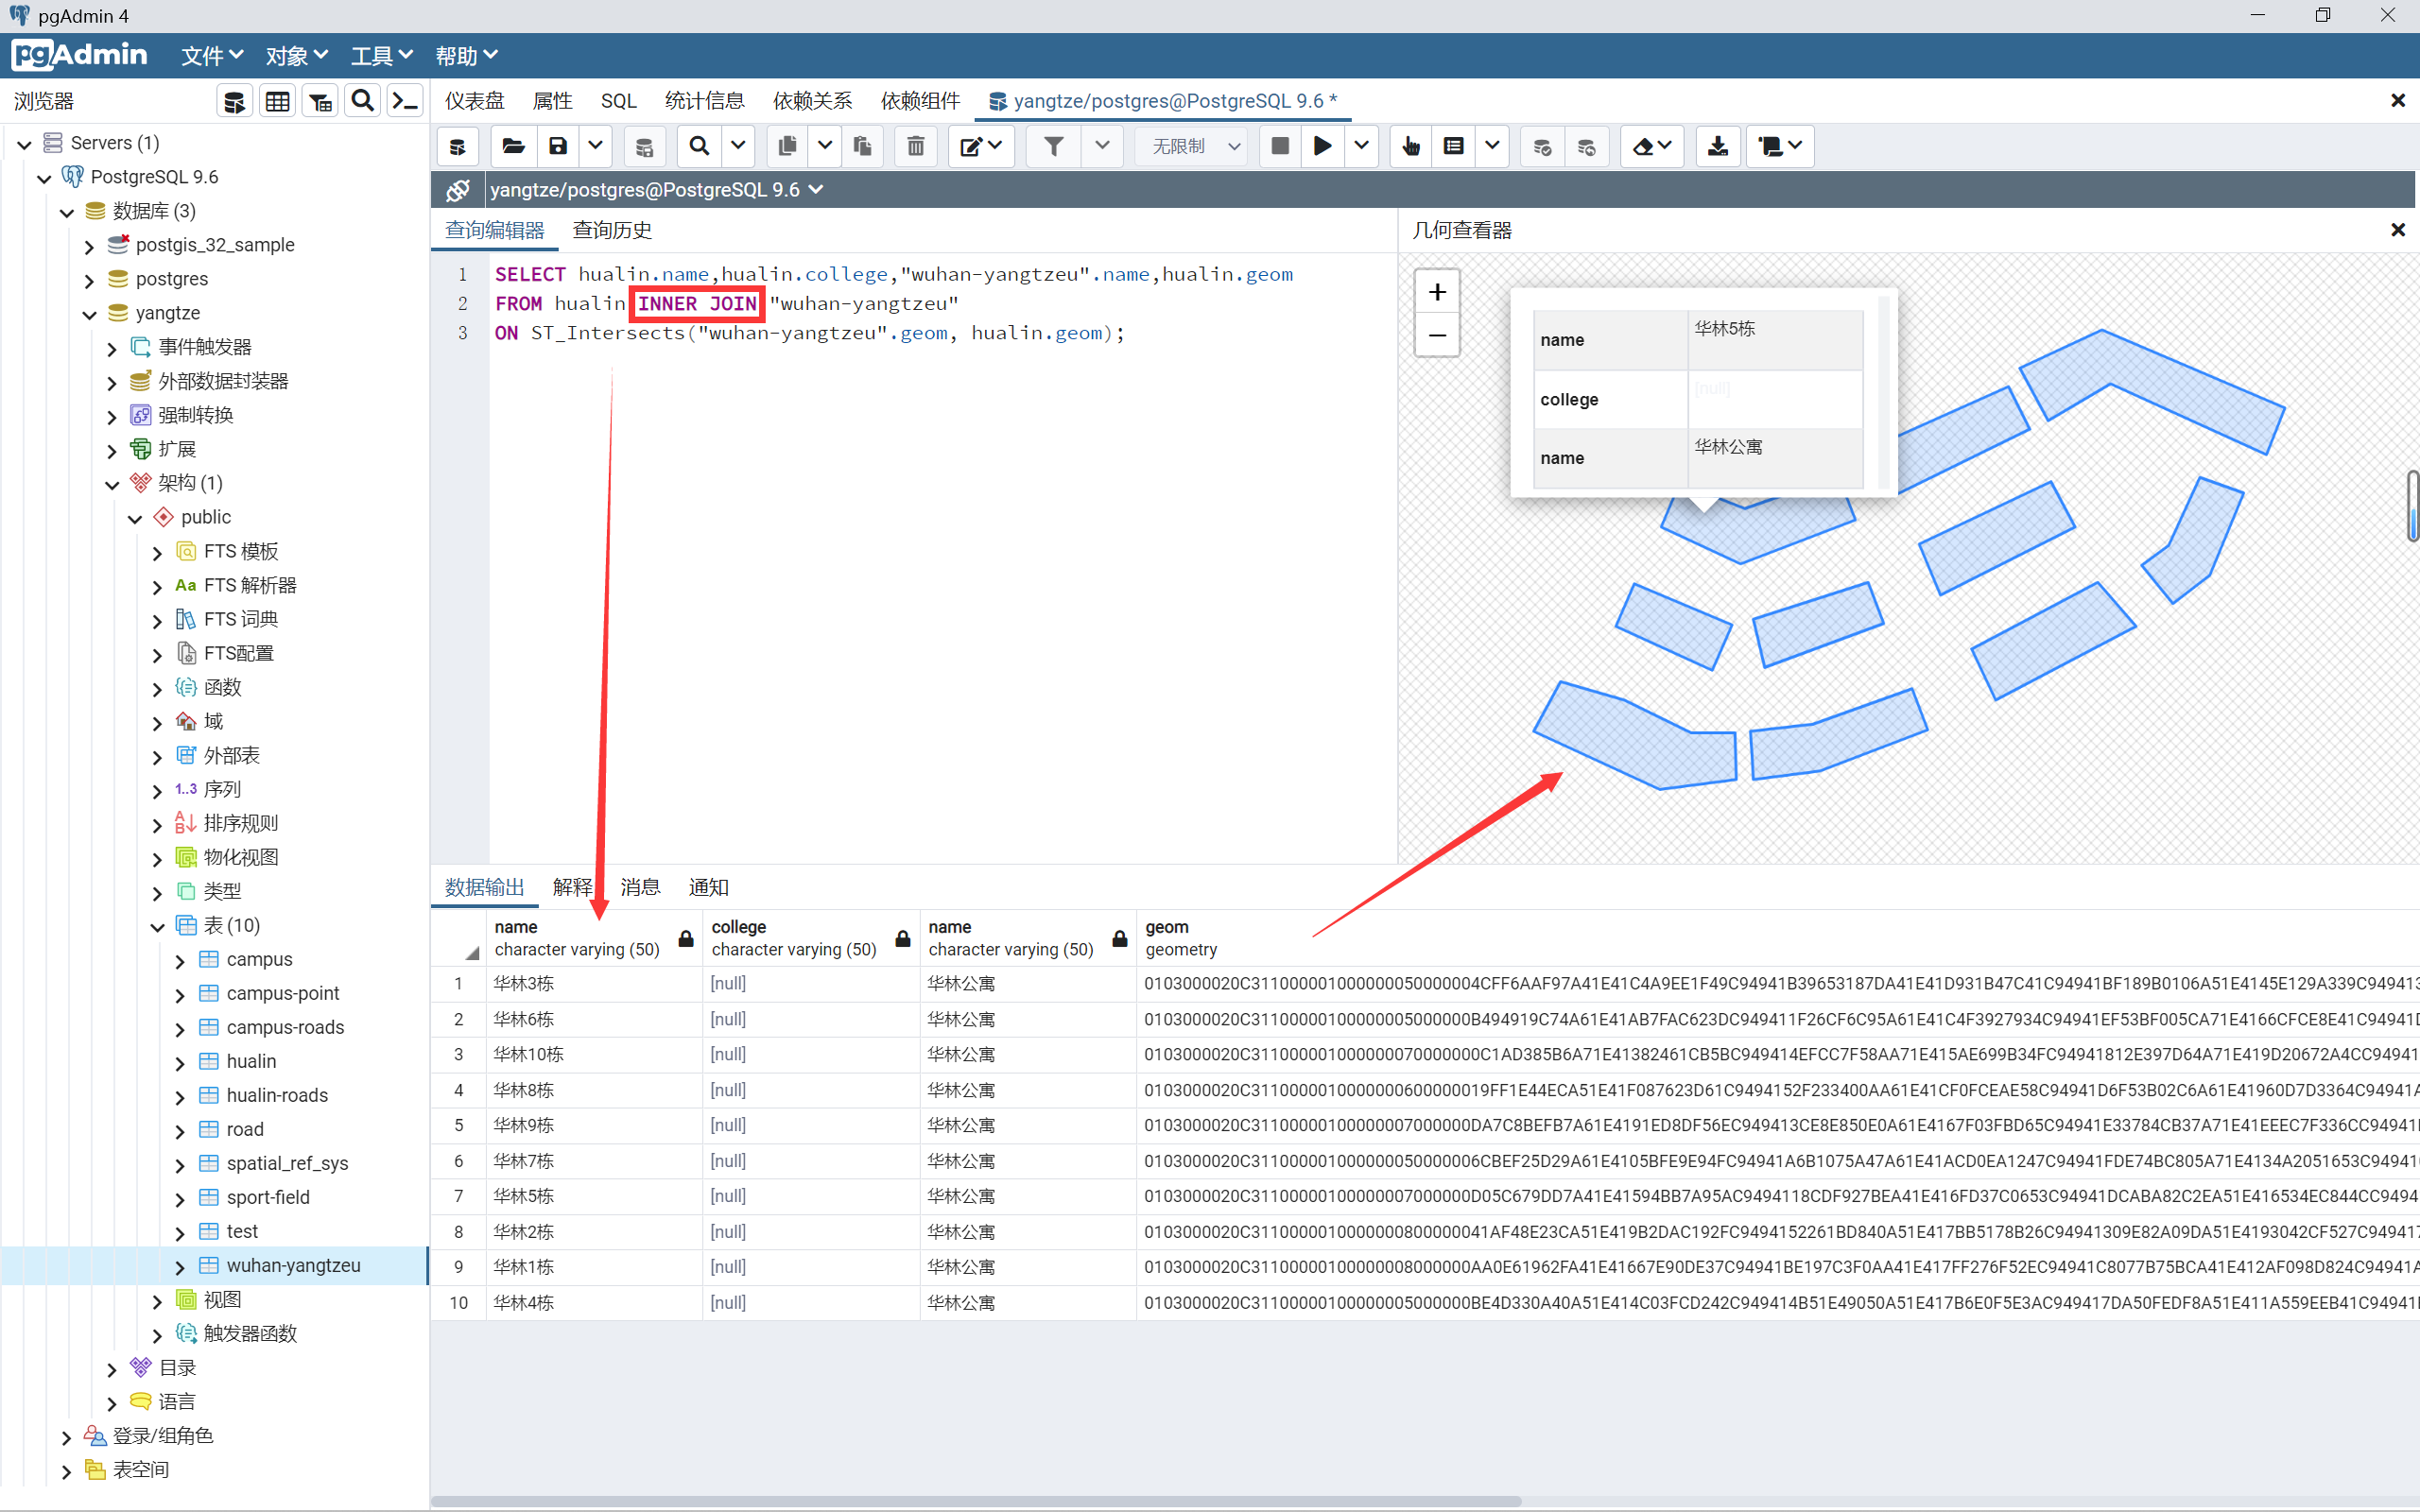 pgAdmin 4
pgAdmin 文件 对象 工具 帮助
浏览器
仪表盘 属性 SQL 统计信息 依赖关系 依赖组件 yangtze/postgres@PostgreSQL 9.6 *
无限制
yangtze/postgres@PostgreSQL 9.6
查询编辑器 查询历史
几何查看器
Servers (1)
PostgreSQL 9.6
数据库 (3)
postgis_32_sample
postgres
yangtze
事件触发器
外部数据封装器
强制转换
扩展
架构 (1)
public
FTS 模板
Aa FTS 解析器
FTS 词典
FTS配置
函数
域
外部表
1..3 序列
排序规则
物化视图
类型
表 (10)
campus
campus-point
campus-roads
hualin
hualin-roads
road
spatial_ref_sys
sport-field
test
wuhan-yangtzeu
视图
触发器函数
目录
语言
登录/组角色
表空间
1 SELECT hualin.name,hualin.college,"wuhan-yangtzeu".name,hualin.geom
2 FROM hualin INNER JOIN "wuhan-yangtzeu"
3 ON ST_Intersects("wuhan-yangtzeu".geom, hualin.geom);
+
−
name 华林5栋
college [null]
name 华林公寓
数据输出 解释 消息 通知
name college name geom
character varying (50) character varying (50) character varying (50) geometry
1 华林3栋 [null] 华林公寓
2 华林6栋 [null] 华林公寓
3 华林10栋 [null] 华林公寓
4 华林8栋 [null] 华林公寓
5 华林9栋 [null] 华林公寓
6 华林7栋 [null] 华林公寓
7 华林5栋 [null] 华林公寓
8 华林2栋 [null] 华林公寓
9 华林1栋 [null] 华林公寓
10 华林4栋 [null] 华林公寓